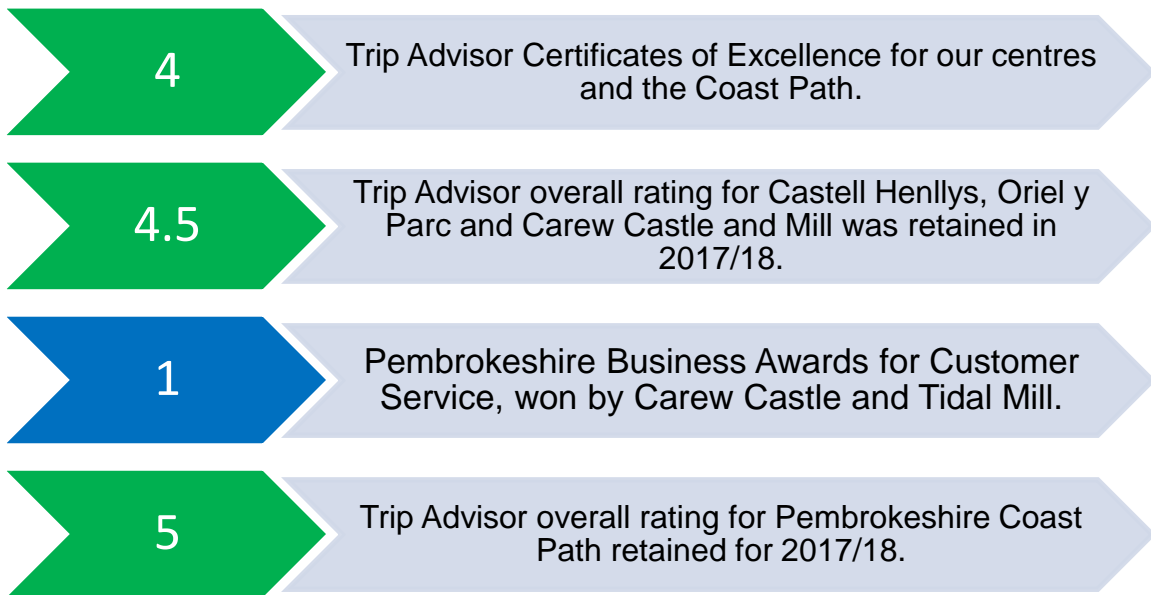 4
Trip Advisor Certificates of Excellence for our centres
and the Coast Path.
4.5
Trip Advisor overall rating for Castell Henllys, Oriel y
Parc and Carew Castle and Mill was retained in
2017/18.
1
Pembrokeshire Business Awards for Customer
Service, won by Carew Castle and Tidal Mill.
5
Trip Advisor overall rating for Pembrokeshire Coast
Path retained for 2017/18.